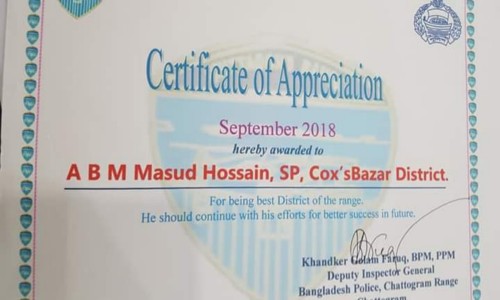 Certificate of Appreciation
September 2018
hereby awarded to
A B M Masud Hossain, SP, Cox'sBazar District.
For being best District of the range.
He should continue with his efforts for better success in future.
Khandker Golam Faruq, BPM, PPM
Deputy Inspector General
Bangladesh Police, Chattogram Range
Chattogram